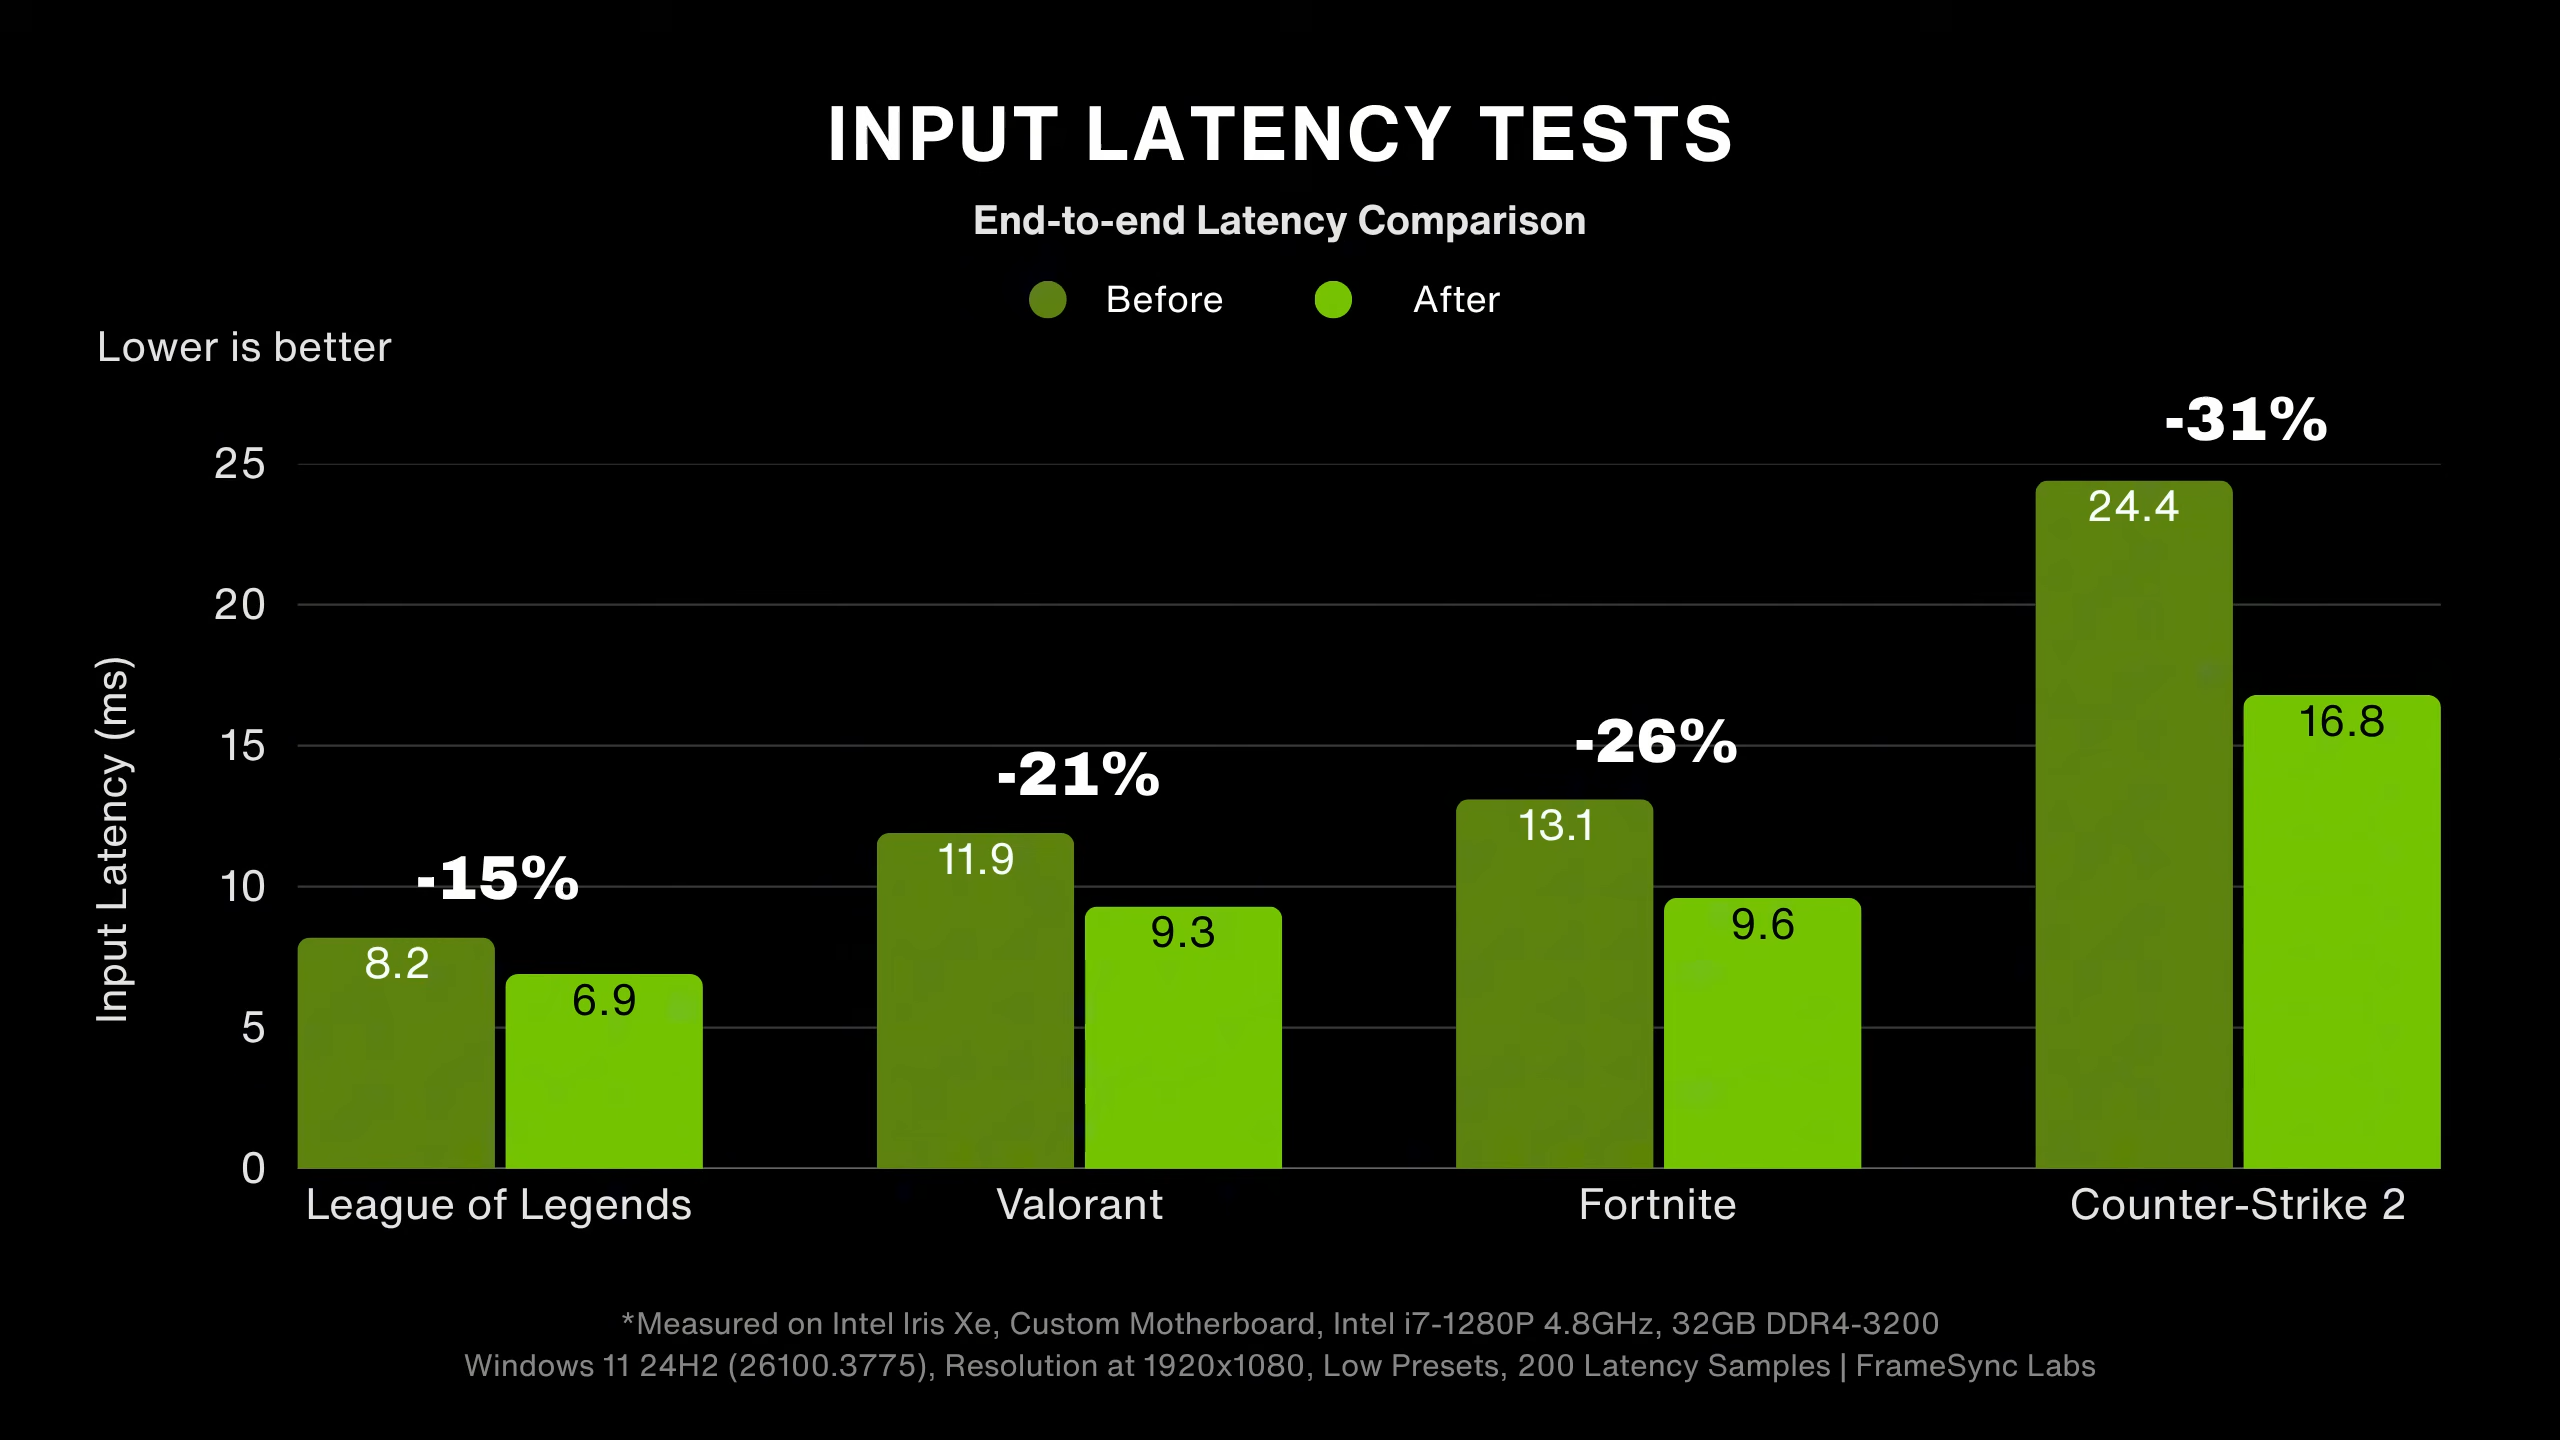 INPUT LATENCY TESTS
End-to-end Latency Comparison
Before After
Lower is better
-31%
25
24.4
20
16.8
-26%
15
-21%
13.1
11.9
-15%
10
9.6
9.3
8.2
6.9
5
0
Input Latency (ms)
League of Legends Valorant Fortnite Counter-Strike 2
*Measured on Intel Iris Xe, Custom Motherboard, Intel i7-1280P 4.8GHz, 32GB DDR4-3200
Windows 11 24H2 (26100.3775), Resolution at 1920x1080, Low Presets, 200 Latency Samples | FrameSync Labs